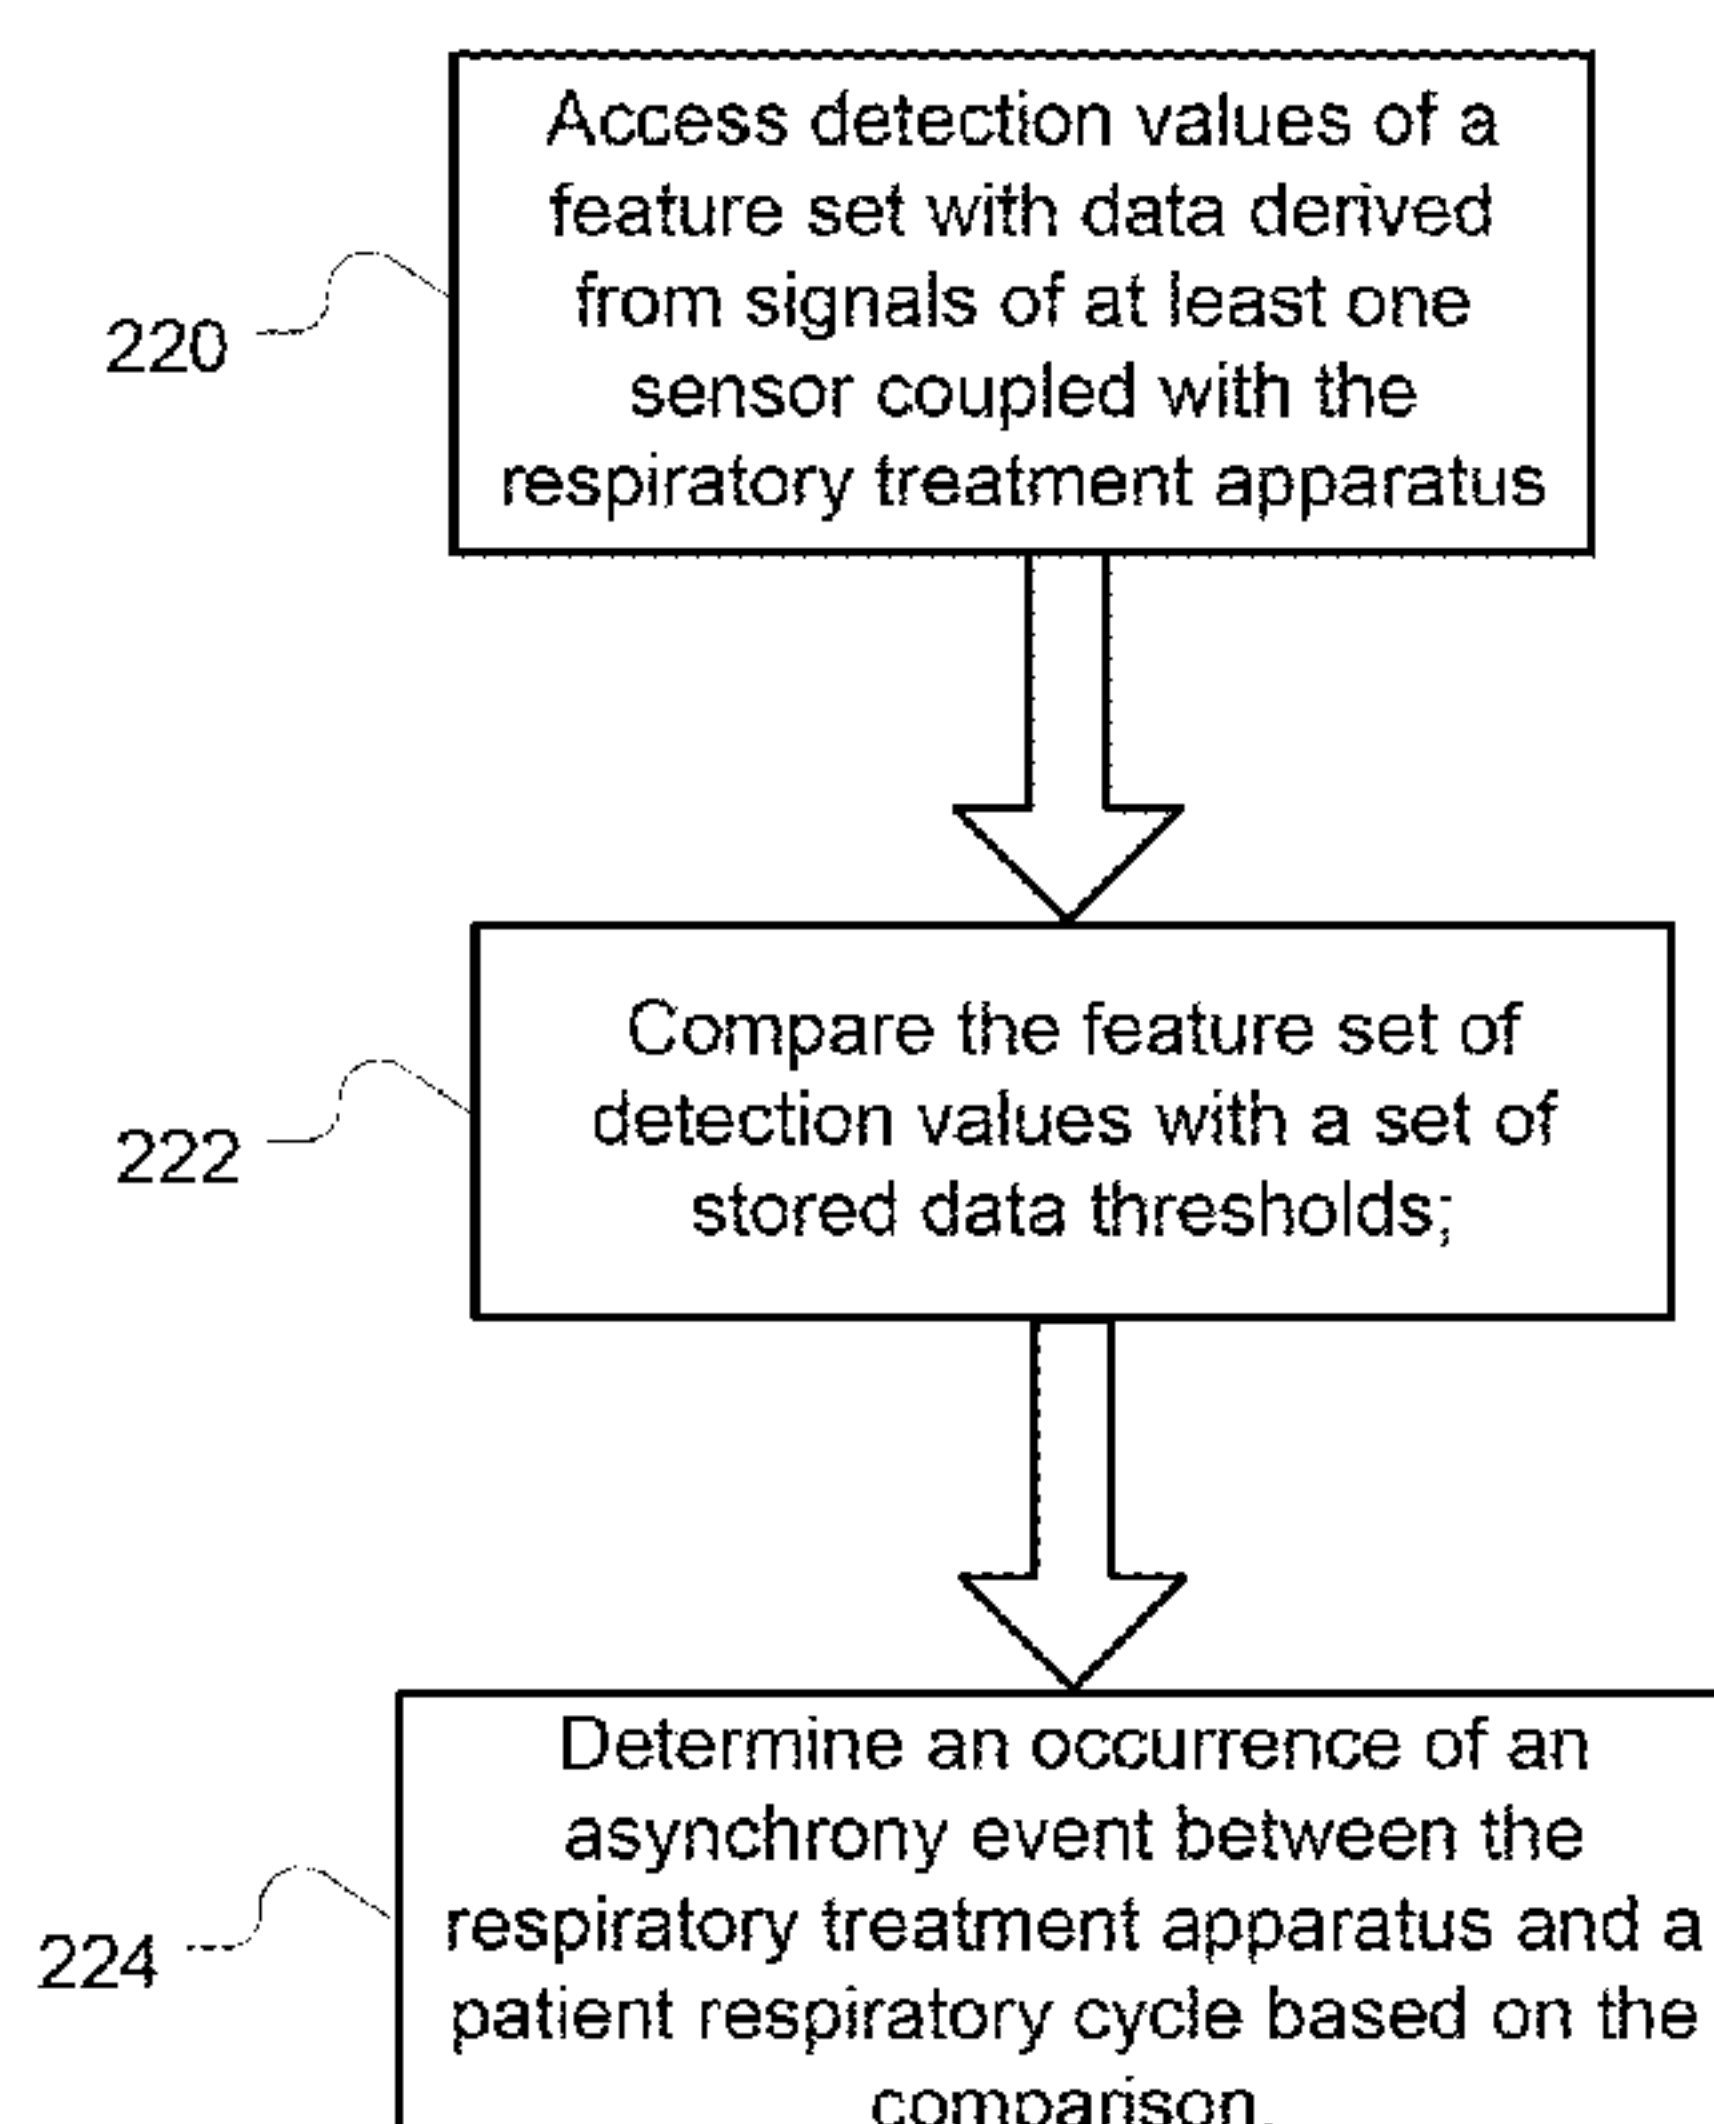 Access detection values of a
feature set with data derived
from signals of at least one
sensor coupled with the
respiratory treatment apparatus
220
Compare the feature set of
detection values with a set of
stored data thresholds;
222
Determine an occurrence of an
asynchrony event between the
respiratory treatment apparatus and a
patient respiratory cycle based on the
comparison.
224